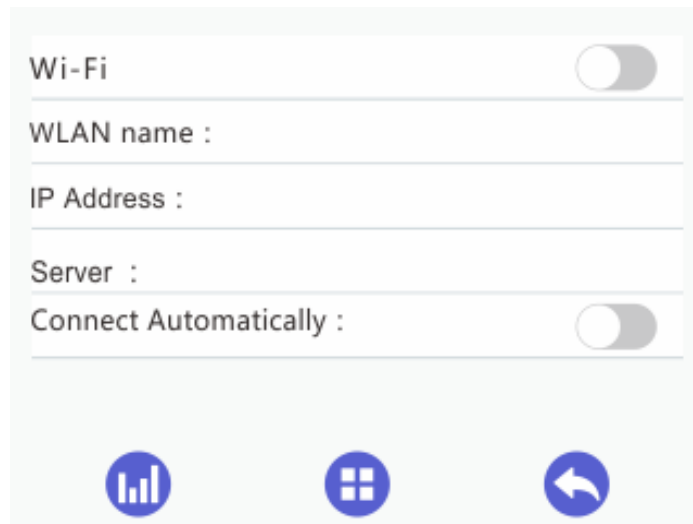 Wi-Fi
WLAN name :
IP Address :
Server :
Connect Automatically :